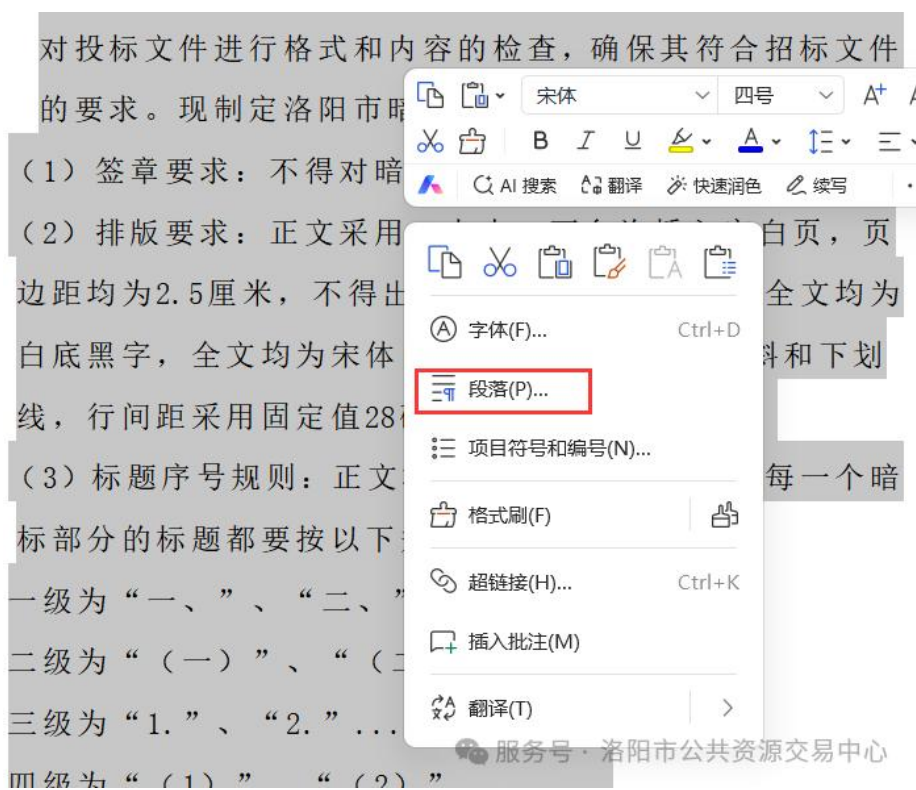 对投标文件进行格式和内容的检查，确保其符合招标文件
的要求。现制定洛阳市暗
（1）签章要求：不得对暗
（2）排版要求：正文采用
白页，页
边距均为2.5厘米，不得出
全文均为
白底黑字，全文均为宋体
和下划
线，行间距采用固定值28
（3）标题序号规则：正文
每一个暗
标部分的标题都要按以下
一级为“一、”、“二、”
二级为“（一）”、“（二
三级为“1.”、“2.”...
四级为“（1）”、“（2）”
宋体 四号 A+
B I U A
AI 搜索 翻译 快速润色 续写
字体(F)... Ctrl+D
段落(P)...
项目符号和编号(N)...
格式刷(F)
超链接(H)... Ctrl+K
插入批注(M)
翻译(T)
服务号 · 洛阳市公共资源交易中心